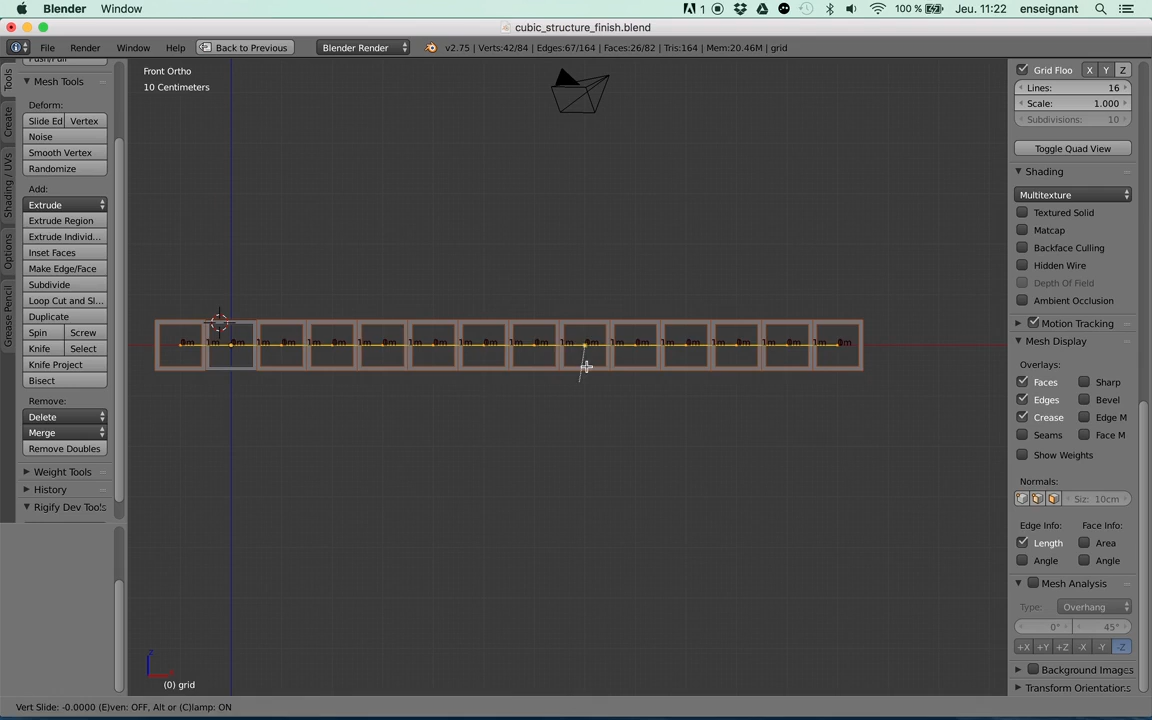 Blender Window 1 100 % Jeu. 11:22 enseignant
cubic_structure_finish.blend
File Render Window Help Back to Previous Blender Render v2.75 | Verts:42/84 | Edges:67/164 | Faces:26/82 | Tris:164 | Mem:20.46M | grid
Tools
Create
Shading / UVs
Options
Grease Pencil
Push/Pull
Mesh Tools
Deform:
Slide Ed Vertex
Noise
Smooth Vertex
Randomize
Add:
Extrude
Extrude Region
Extrude Individ...
Inset Faces
Make Edge/Face
Subdivide
Loop Cut and Sl...
Duplicate
Spin Screw
Knife Select
Knife Project
Bisect
Remove:
Delete
Merge
Remove Doubles
Weight Tools
History
Rigify Dev Tools
Front Ortho
10 Centimeters
z
(0) grid
Grid Floo X Y Z
Lines: 16
Scale: 1.000
Subdivisions: 10
Toggle Quad View
Shading
Multitexture
Textured Solid
Matcap
Backface Culling
Hidden Wire
Depth Of Field
Ambient Occlusion
Motion Tracking
Mesh Display
Overlays:
Faces Sharp
Edges Bevel
Crease Edge M
Seams Face M
Show Weights
Normals:
Siz: 10cm
Edge Info: Face Info:
Length Area
Angle Angle
Mesh Analysis
Type: Overhang
0° 45°
+X +Y +Z -X -Y -Z
Background Images
Transform Orientations
Vert Slide: -0.0000 (E)ven: OFF, Alt or (C)lamp: ON